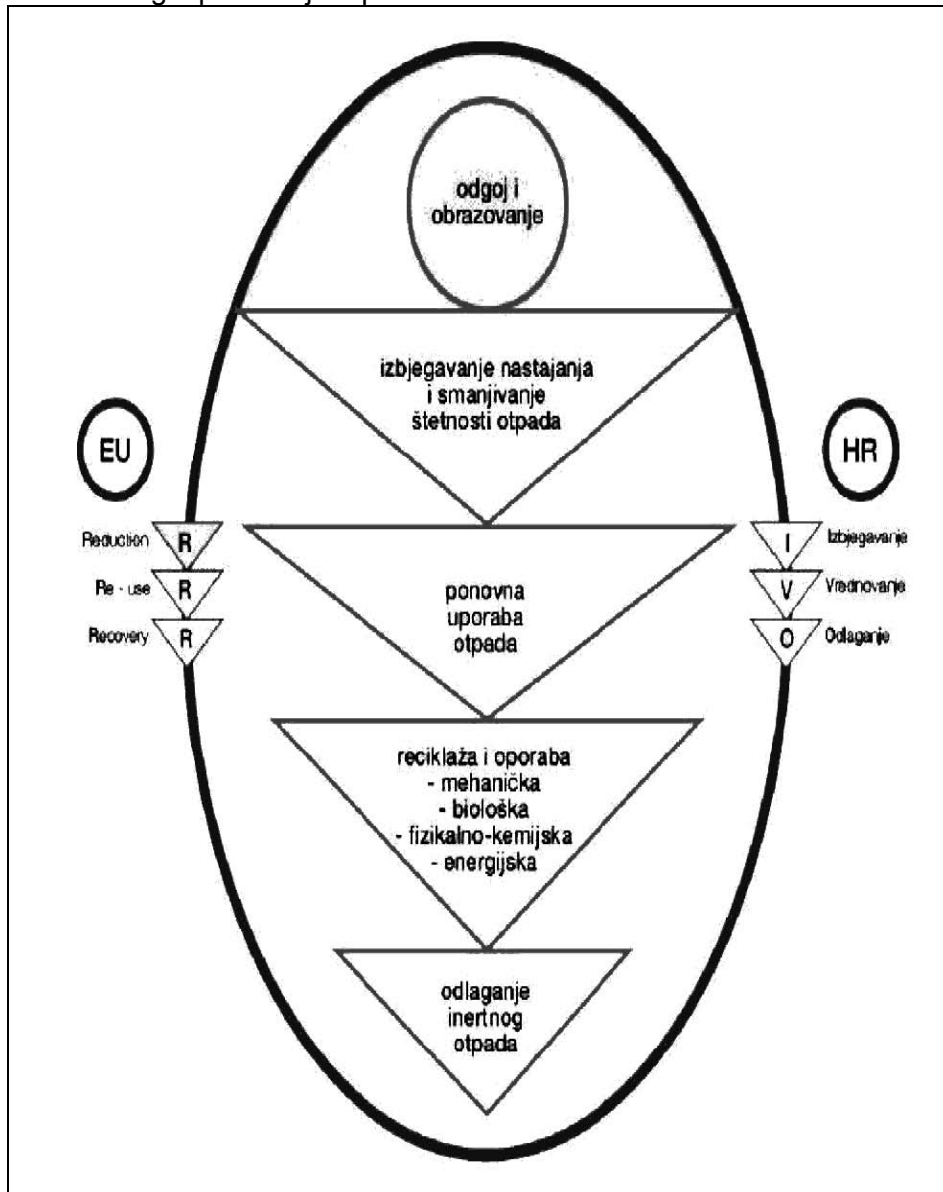 odgoj i
obrazovanje
izbjegavanje nastajanja
i smanjivanje
štetnosti otpada
EU
HR
Reduction R
Re - use R
Recovery R
I Izbjegavanje
V Vrednovanje
O Odlaganje
ponovna
uporaba
otpada
reciklaža i oporaba
- mehanička
- biološka
- fizikalno-kemijska
- energijska
odlaganje
inertnog
otpada